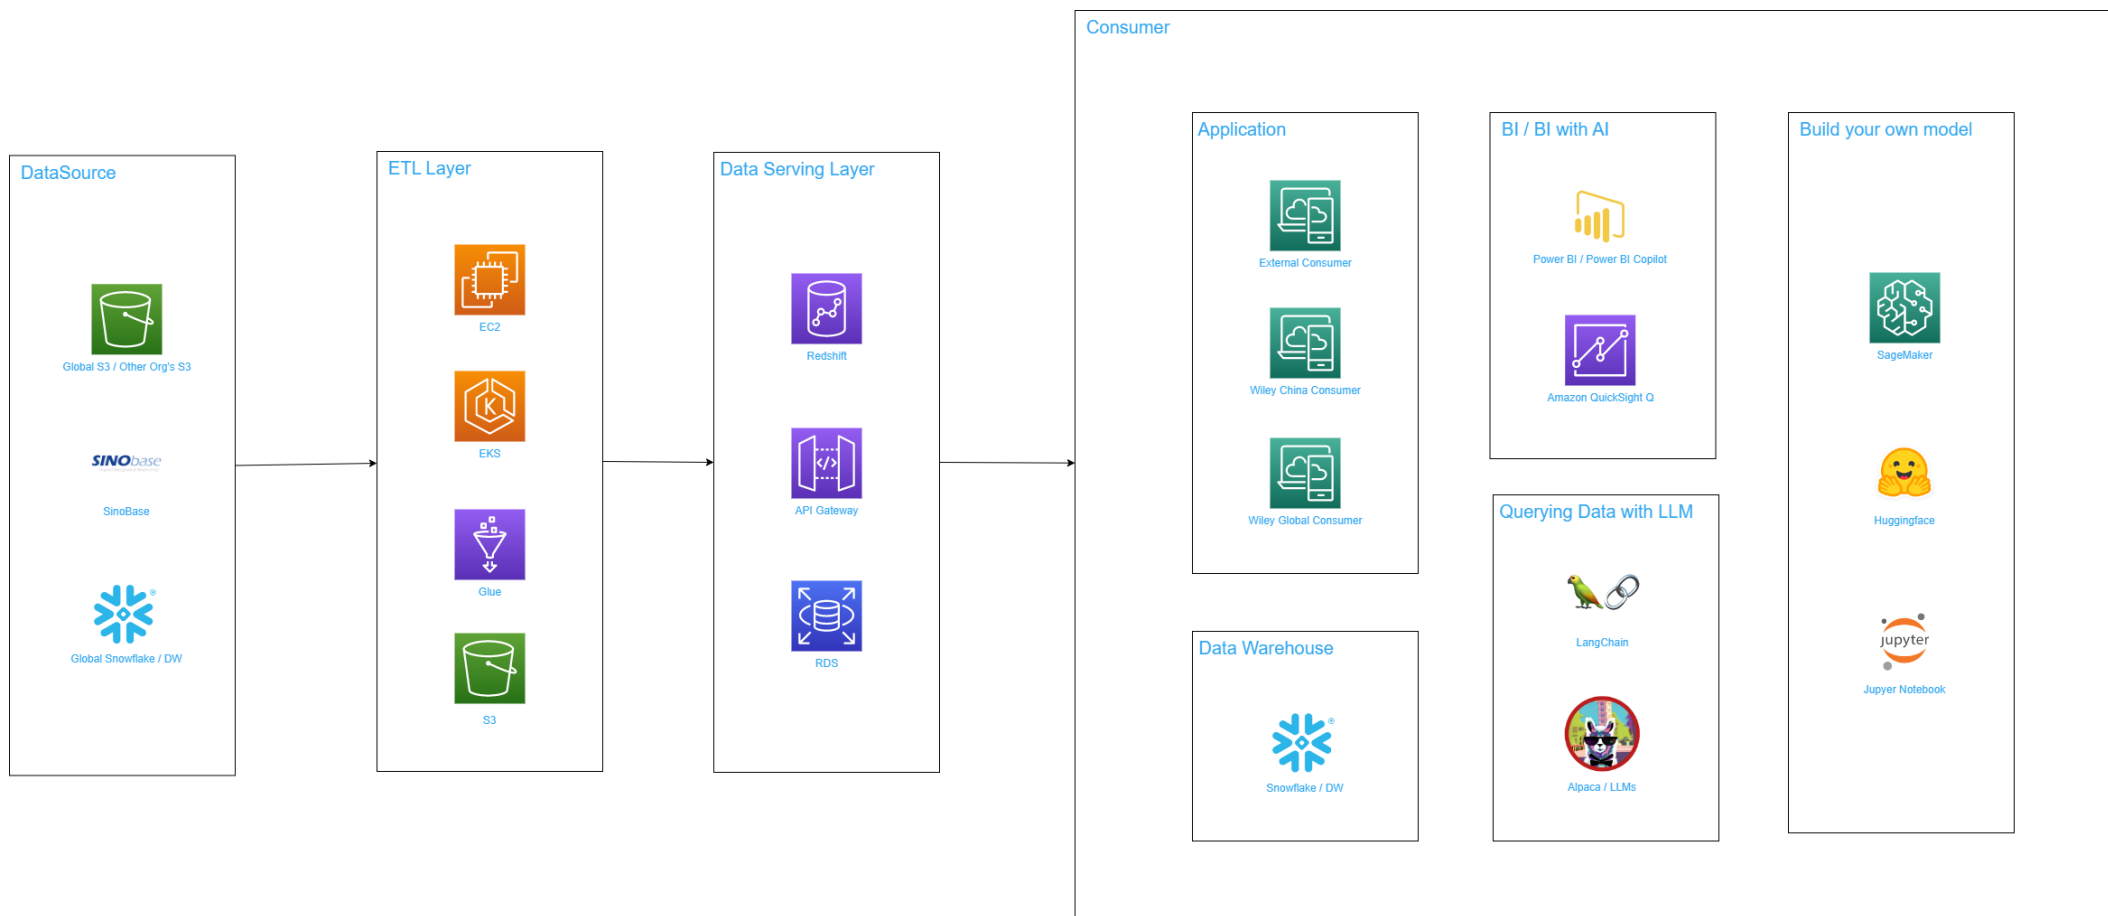 Consumer
DataSource
Global S3 / Other Org's S3
SINObase
SinoBase
®
Global Snowflake / DW
ETL Layer
EC2
EKS
Glue
S3
Data Serving Layer
Redshift
API Gateway
RDS
Application
External Consumer
Wiley China Consumer
Wiley Global Consumer
Data Warehouse
®
Snowflake / DW
BI / BI with AI
Power BI / Power BI Copilot
Amazon QuickSight Q
Querying Data with LLM
LangChain
Alpaca / LLMs
Build your own model
SageMaker
Huggingface
jupyter
Jupyer Notebook